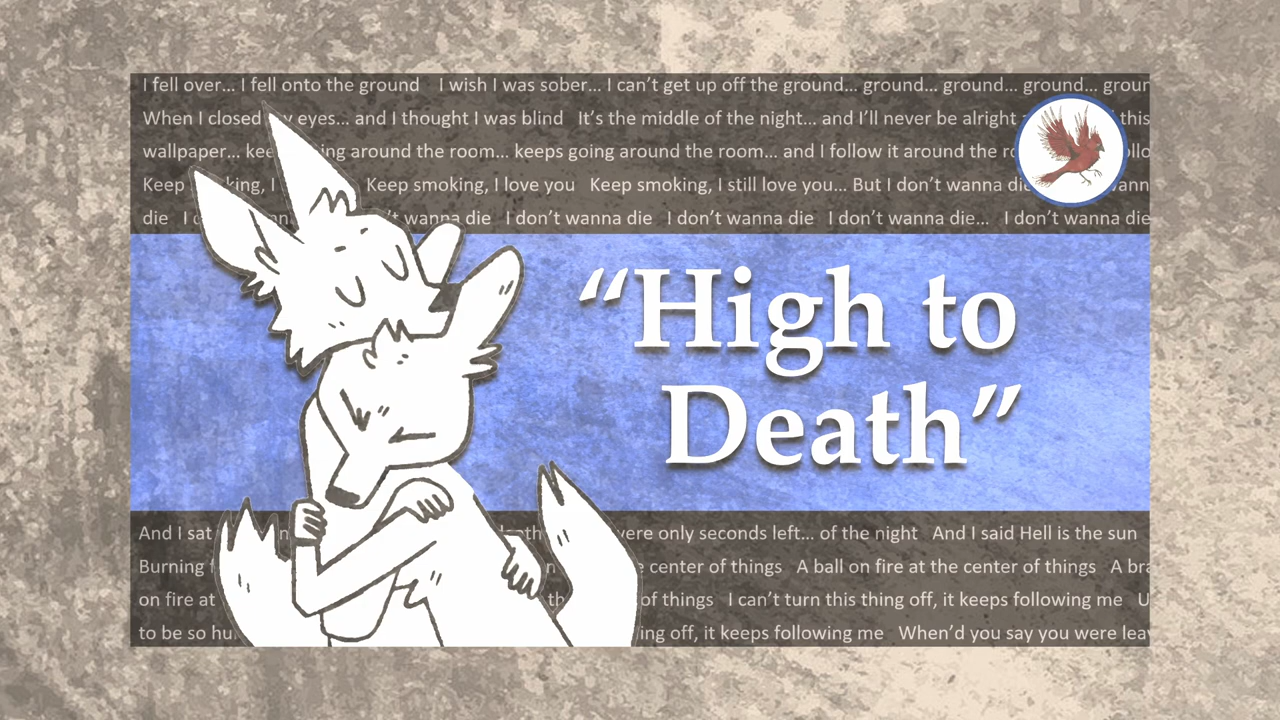 I fell over... I fell onto the ground I wish I was sober... I can't get up off the ground... ground... ground... ground... groun
When I closed eyes... and I thought I was blind It's the middle of the night... and I'll never be alright this
wallpaper... going around the room... keeps going around the room... and I follow it around the
Keep I Keep smoking, I love you Keep smoking, I still love you... But I don't wanna die
die I wanna die I don't wanna die I don't wanna die I don't wanna die... I don't wanna die
“High to
Death”
And I sat were only seconds left... of the night And I said Hell is the sun
Burning center of things A ball on fire at the center of things A
on fire at of things I can't turn this thing off, it keeps following me
to be so off, it keeps following me When'd you say you were